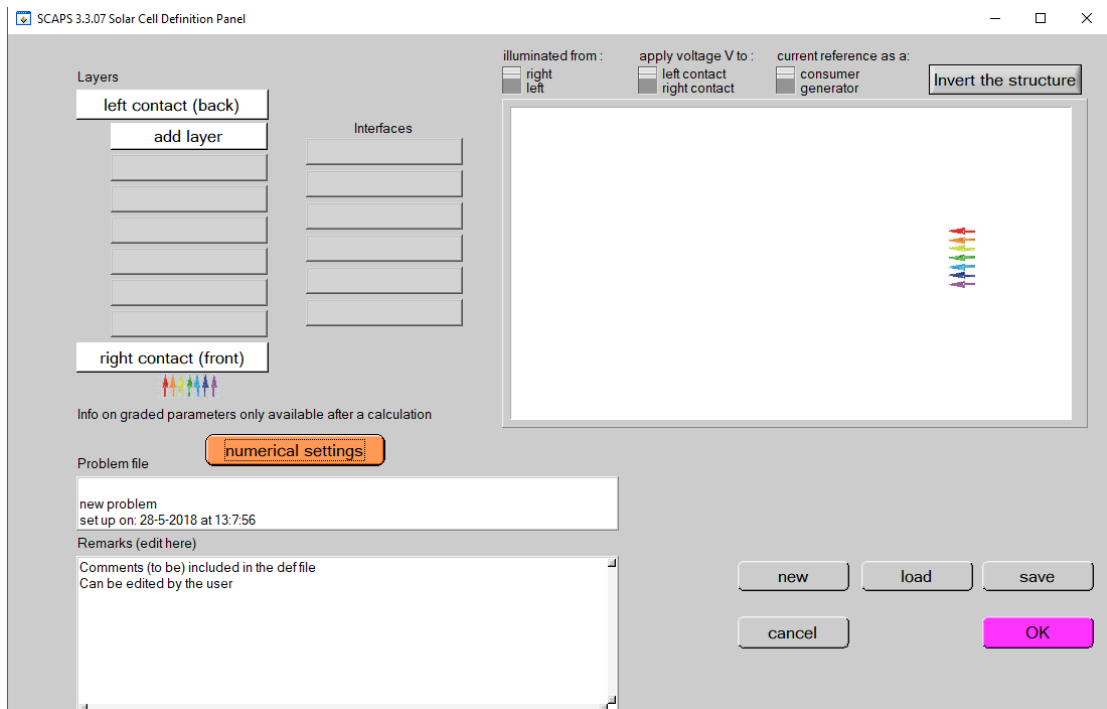 SCAPS 3.3.07 Solar Cell Definition Panel
illuminated from :
right
left
apply voltage V to :
left contact
right contact
current reference as a:
consumer
generator
Invert the structure
Layers
left contact (back)
add layer
Interfaces
right contact (front)
Info on graded parameters only available after a calculation
numerical settings
Problem file
new problem
set up on: 28-5-2018 at 13:7:56
Remarks (edit here)
Comments (to be) included in the def file
Can be edited by the user
new
load
save
cancel
OK